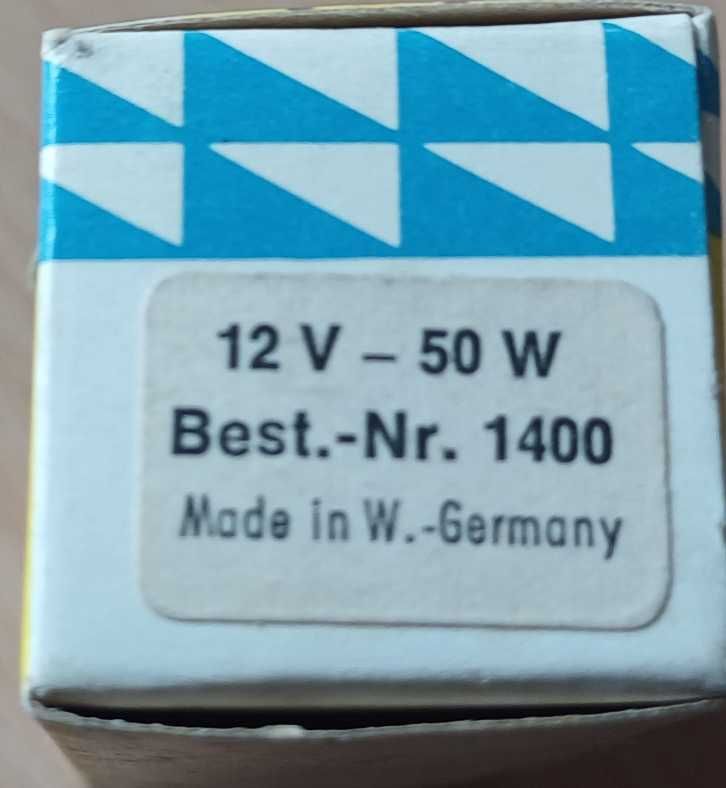 12 V – 50 W
Best.-Nr. 1400
Made in W.-Germany